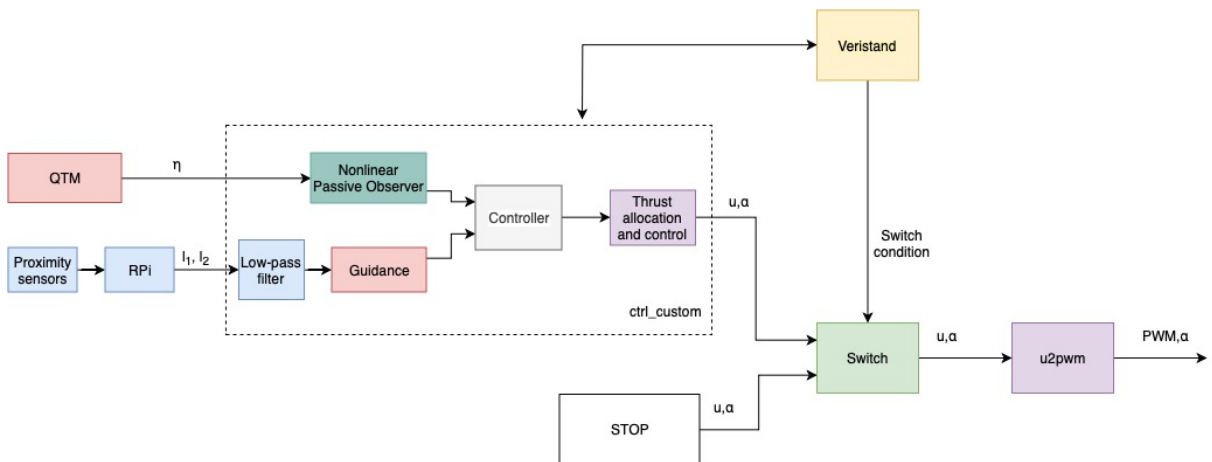 Veristand
QTM
η
Nonlinear
Passive Observer
Controller
Thrust
allocation
and control
u,α
Switch
condition
Proximity
sensors
RPi
l₁, l₂
Low-pass
filter
Guidance
ctrl_custom
Switch
u,α
u2pwm
PWM,α
STOP
u,α